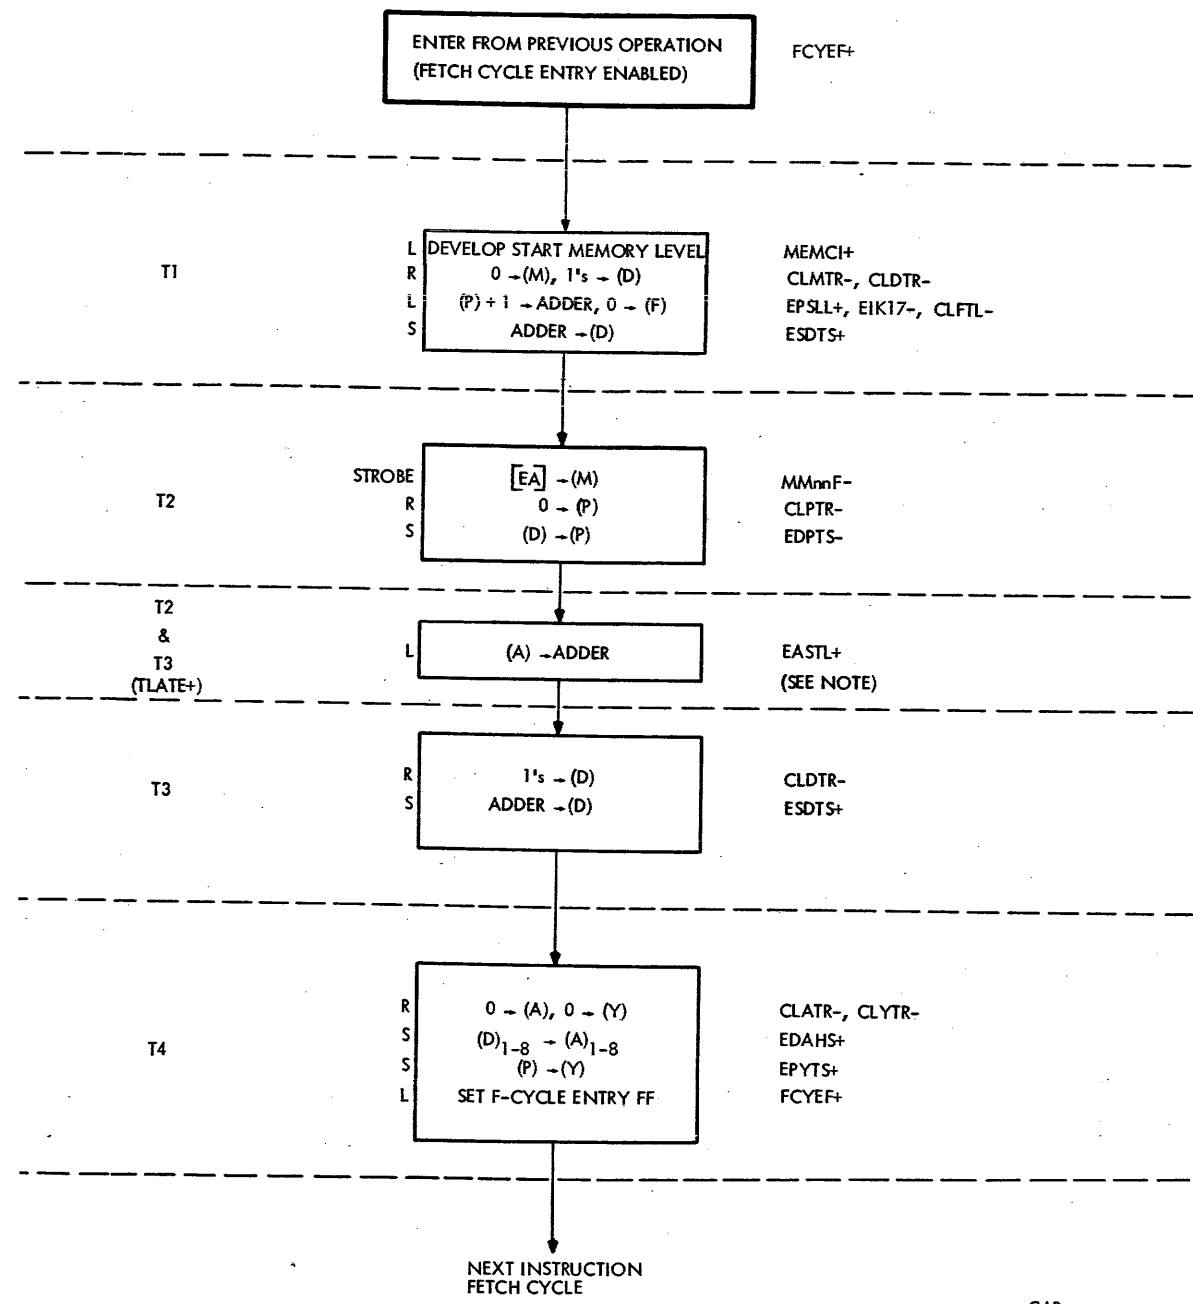 ENTER FROM PREVIOUS OPERATION
(FETCH CYCLE ENTRY ENABLED)
FCYEF+
T1
L DEVELOP START MEMORY LEVEL MEMCI+
R 0 → (M), 1's → (D) CLMTR-, CLDTR-
L (P) + 1 → ADDER, 0 → (F) EPSLL+, EIK17-, CLFTL-
S ADDER → (D) ESDTS+
T2
STROBE [EA] → (M) MMnnF-
R 0 → (P) CLPTR-
S (D) → (P) EDPTS-
T2
&
T3
(TLATE+)
L (A) → ADDER EASTL+
(SEE NOTE)
T3
R 1's → (D) CLDTR-
S ADDER → (D) ESDTS+
T4
R 0 → (A), 0 → (Y) CLATR-, CLYTR-
S (D)1-8 → (A)1-8 EDAHS+
S (P) → (Y) EPYTS+
L SET F-CYCLE ENTRY FF FCYEF+
NEXT INSTRUCTION
FETCH CYCLE